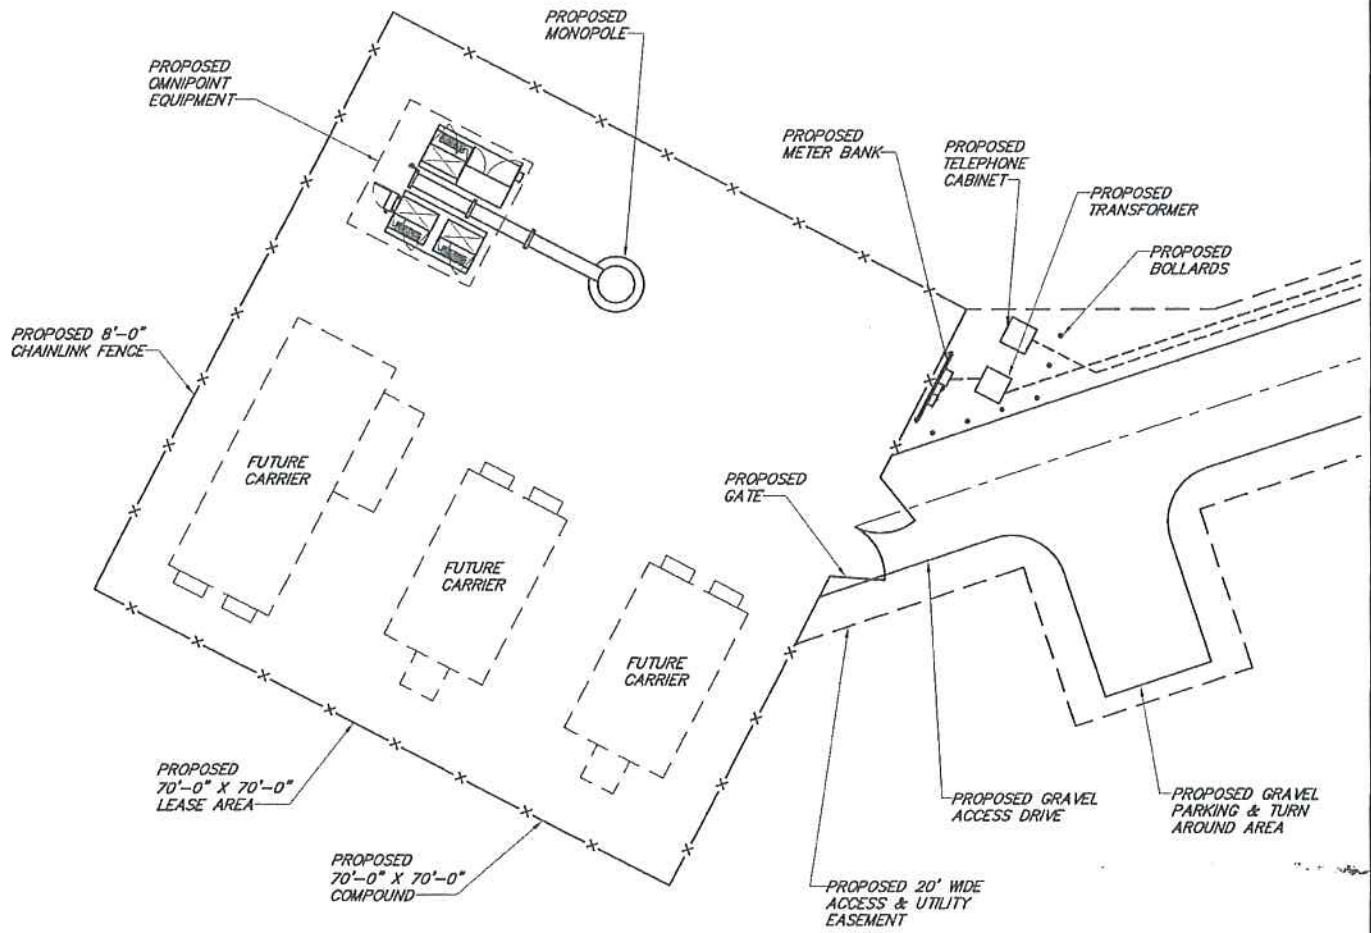 PROPOSED
MONOPOLE
PROPOSED
OMNIPOINT
EQUIPMENT
PROPOSED
METER BANK
PROPOSED
TELEPHONE
CABINET
PROPOSED
TRANSFORMER
PROPOSED
BOLLARDS
PROPOSED 8'-0"
CHAINLINK FENCE
FUTURE
CARRIER
PROPOSED
GATE
FUTURE
CARRIER
FUTURE
CARRIER
PROPOSED
70'-0" X 70'-0"
LEASE AREA
PROPOSED GRAVEL
ACCESS DRIVE
PROPOSED GRAVEL
PARKING & TURN
AROUND AREA
PROPOSED
70'-0" X 70'-0"
COMPOUND
PROPOSED 20' WIDE
ACCESS & UTILITY
EASEMENT